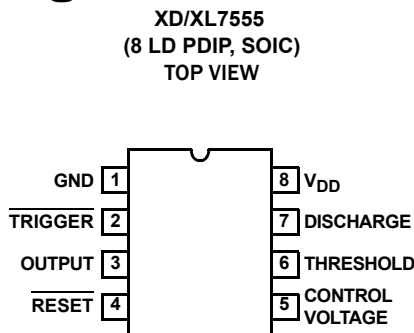 XD/XL7555
(8 LD PDIP, SOIC)
TOP VIEW
GND 1
8 VDD
TRIGGER 2
7 DISCHARGE
OUTPUT 3
6 THRESHOLD
RESET 4
5 CONTROL
VOLTAGE